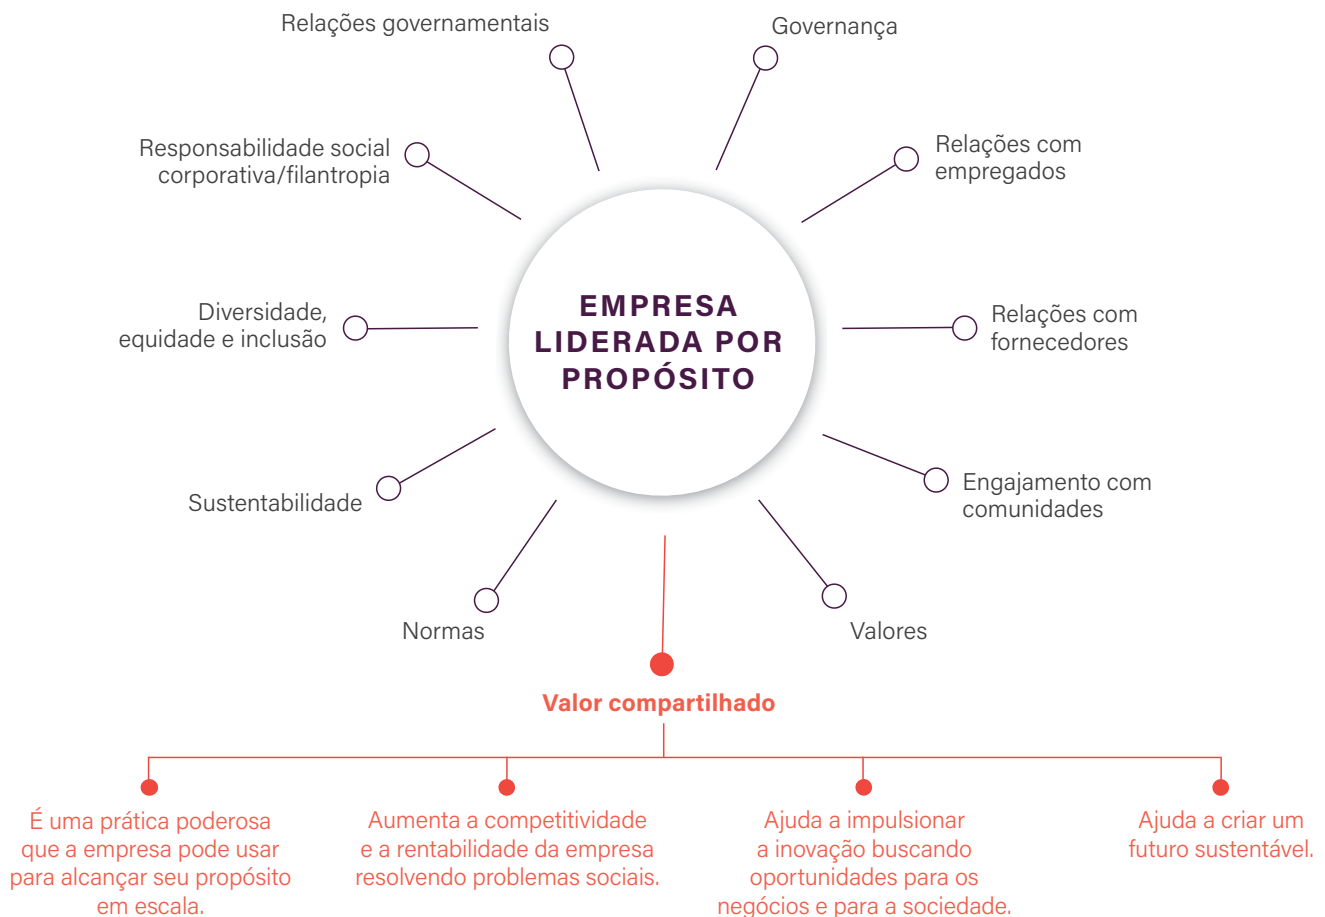 Relações governamentais
Governança
Responsabilidade social
corporativa/filantropia
Relações com
empregados
EMPRESA
LIDERADA POR
PROPÓSITO
Diversidade,
equidade e inclusão
Relações com
fornecedores
Sustentabilidade
Engajamento com
comunidades
Normas
Valores
Valor compartilhado
É uma prática poderosa
que a empresa pode usar
para alcançar seu propósito
em escala.
Aumenta a competitividade
e a rentabilidade da empresa
resolvendo problemas sociais.
Ajuda a impulsionar
a inovação buscando
oportunidades para os
negócios e para a sociedade.
Ajuda a criar um
futuro sustentável.